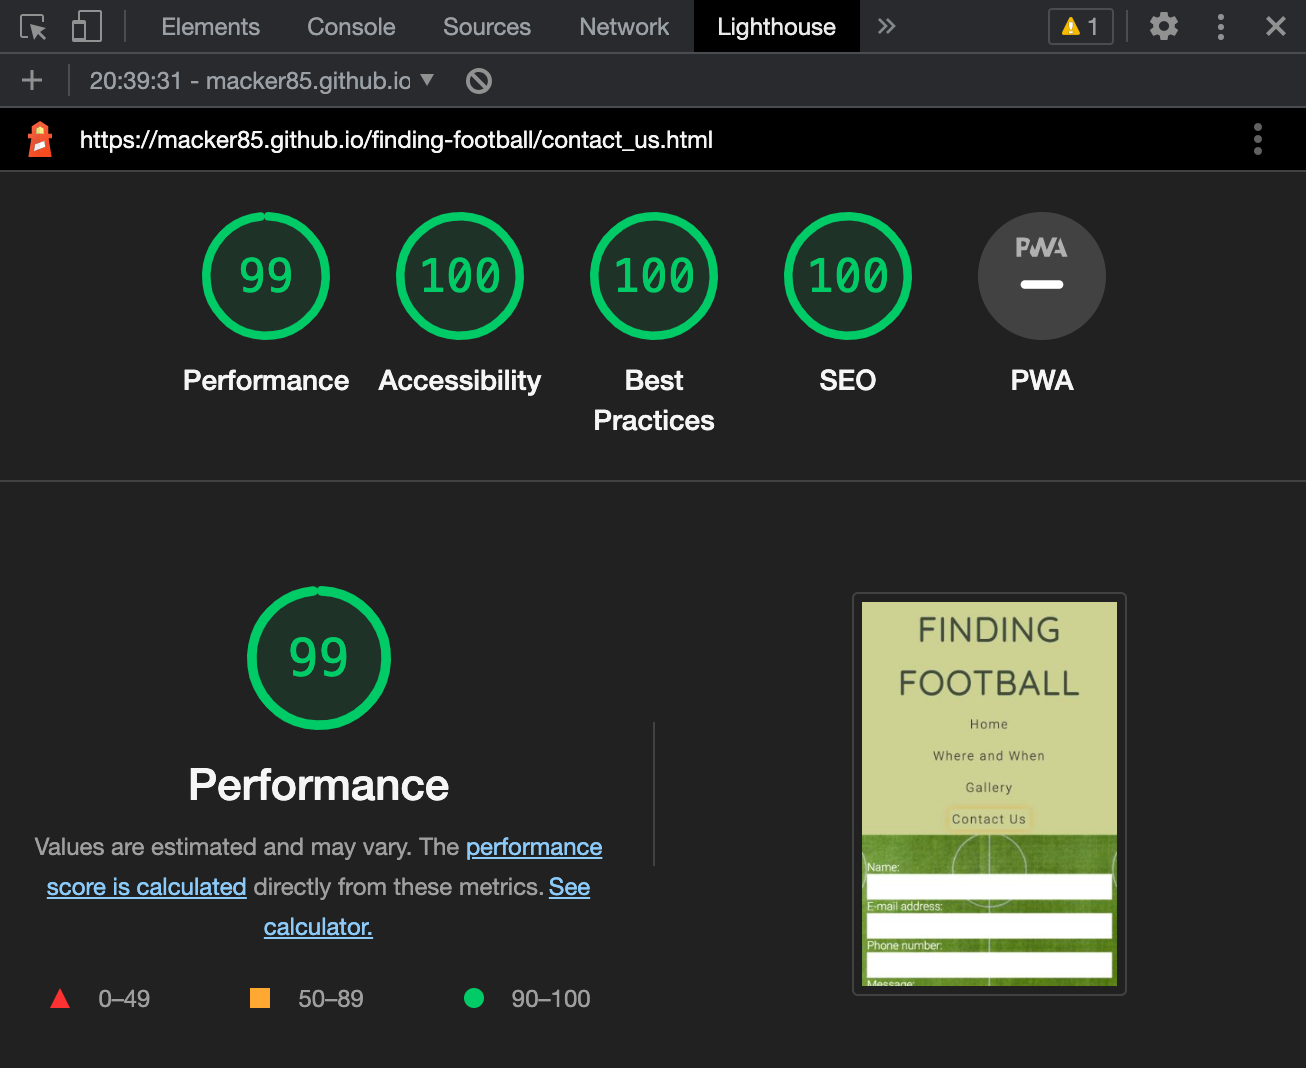 Elements Console Sources Network Lighthouse 1
20:39:31 - macker85.github.io
https://macker85.github.io/finding-football/contact_us.html
99 100 100 100 PWA
Performance Accessibility Best Practices SEO PWA
99
Performance
Values are estimated and may vary. The performance
score is calculated directly from these metrics. See
calculator.
0–49 50–89 90–100
FINDING
FOOTBALL
Home
Where and When
Gallery
Contact Us
Name:
E-mail address:
Phone number:
Message: